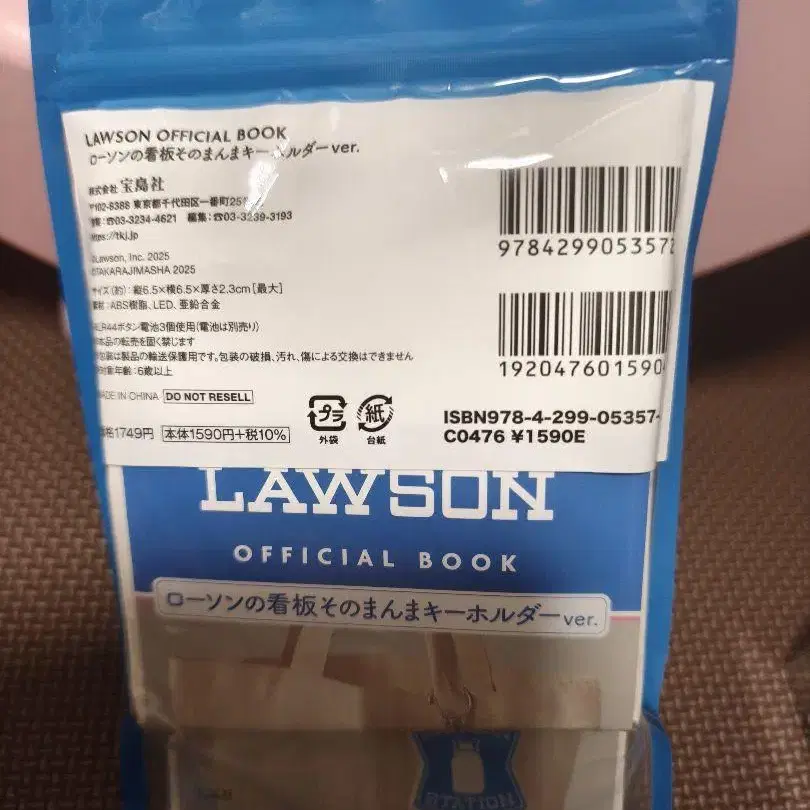 LAWSON OFFICIAL BOOK
ローソンの看板そのまんまキーホルダーver.
株式会社 宝島社
〒102-8388 東京都千代田区一番町25
☎03-3234-4621 編集:☎03-3239-3193
https://tkj.jp
©Lawson, Inc. 2025
©TAKARAJIMASHA 2025
サイズ(約):縦6.5×横6.5×厚さ2.3cm[最大]
ABS樹脂、LED、亜鉛合金
LR44ボタン電池3個使用(電池は別売り)
本品の転売を固く禁じます
包装は製品の輸送保護用です。包装の破損、汚れ、傷による交換はできません
対象年齢:6歳以上
MADE IN CHINA DO NOT RESELL
価格1749円 本体1590円+税10%
プラ 外袋
紙 台紙
9784299053572
1920476015904
ISBN978-4-299-05357-
C0476 ¥1590E
LAWSON
OFFICIAL BOOK
ローソンの看板そのまんまキーホルダーver.
STATION